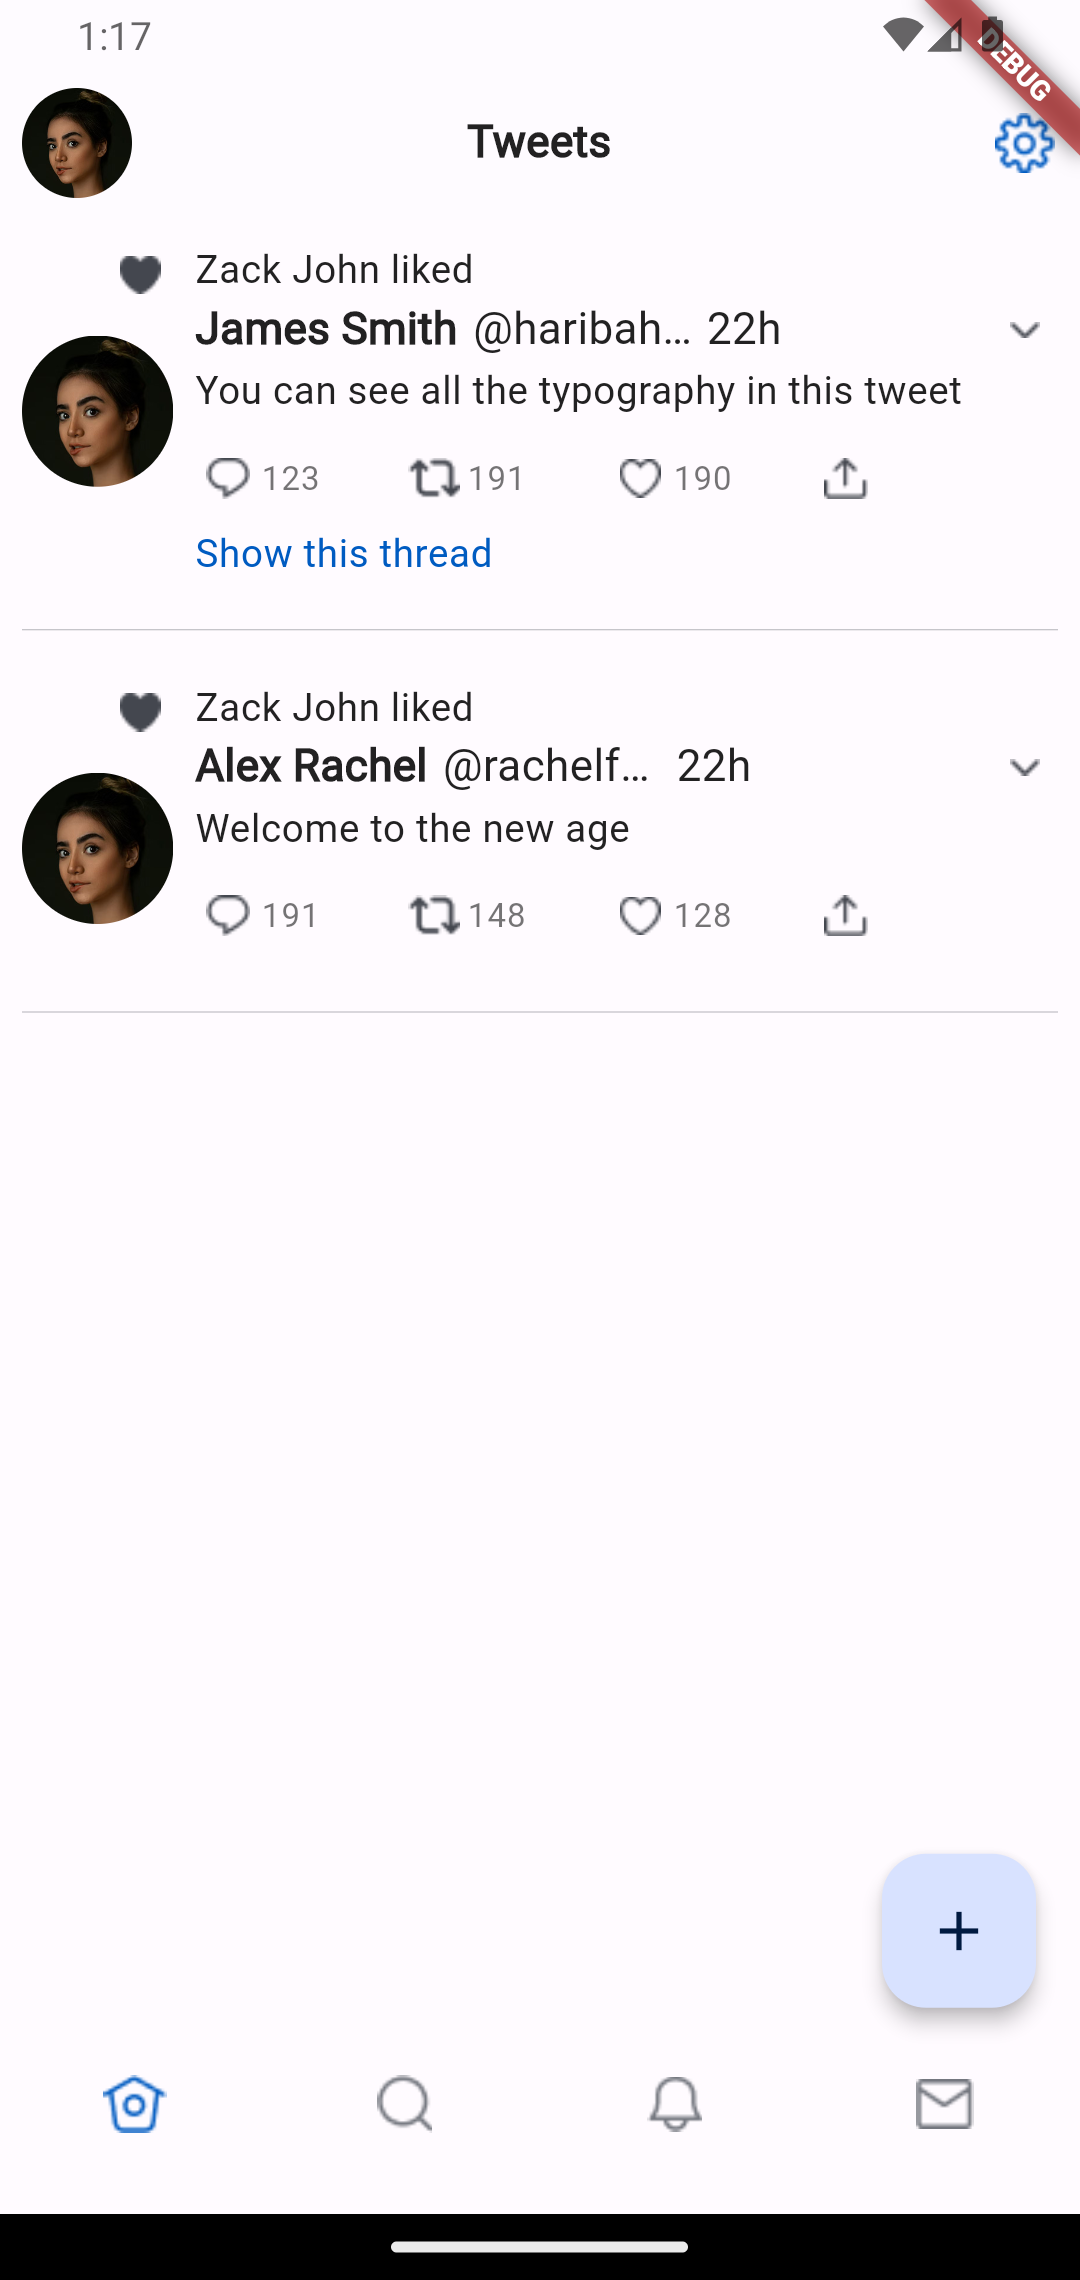 1:17
DEBUG
Tweets
Zack John liked
James Smith @haribah... 22h
You can see all the typography in this tweet
123 191 190
Show this thread
Zack John liked
Alex Rachel @rachelf... 22h
Welcome to the new age
191 148 128